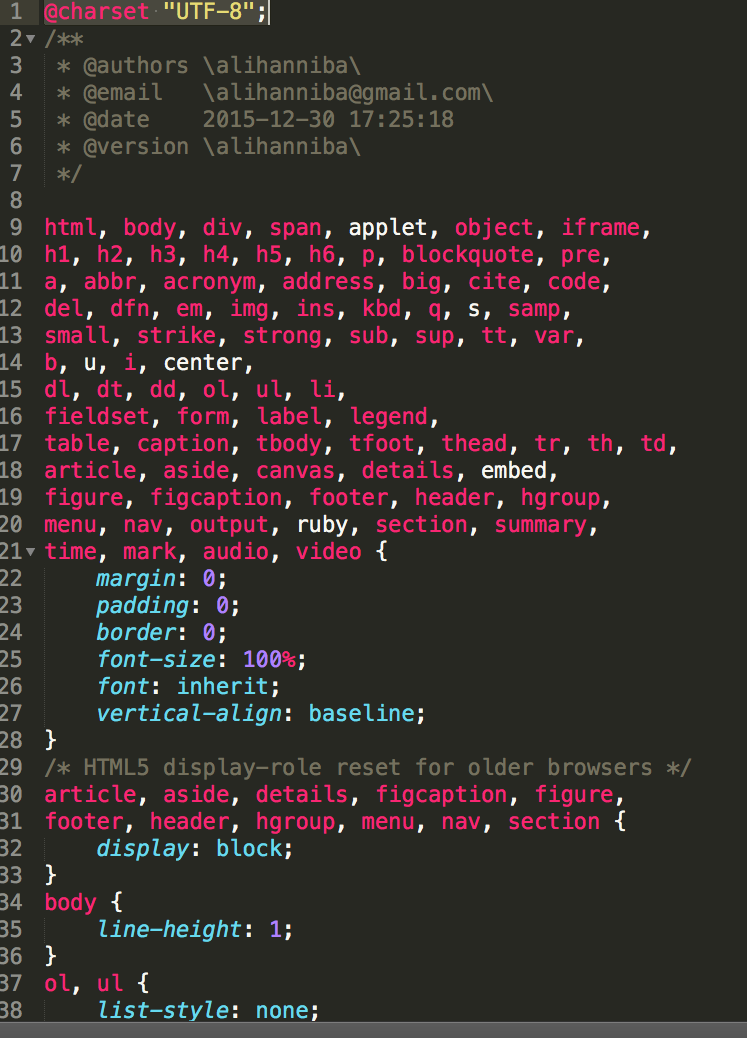 1 @charset "UTF-8";
2 /**
3 * @authors \alihanniba\
4 * @email \alihanniba@gmail.com\
5 * @date 2015-12-30 17:25:18
6 * @version \alihanniba\
7 */
8
9 html, body, div, span, applet, object, iframe,
10 h1, h2, h3, h4, h5, h6, p, blockquote, pre,
11 a, abbr, acronym, address, big, cite, code,
12 del, dfn, em, img, ins, kbd, q, s, samp,
13 small, strike, strong, sub, sup, tt, var,
14 b, u, i, center,
15 dl, dt, dd, ol, ul, li,
16 fieldset, form, label, legend,
17 table, caption, tbody, tfoot, thead, tr, th, td,
18 article, aside, canvas, details, embed,
19 figure, figcaption, footer, header, hgroup,
20 menu, nav, output, ruby, section, summary,
21 time, mark, audio, video {
22 margin: 0;
23 padding: 0;
24 border: 0;
25 font-size: 100%;
26 font: inherit;
27 vertical-align: baseline;
28 }
29 /* HTML5 display-role reset for older browsers */
30 article, aside, details, figcaption, figure,
31 footer, header, hgroup, menu, nav, section {
32 display: block;
33 }
34 body {
35 line-height: 1;
36 }
37 ol, ul {
38 list-style: none;